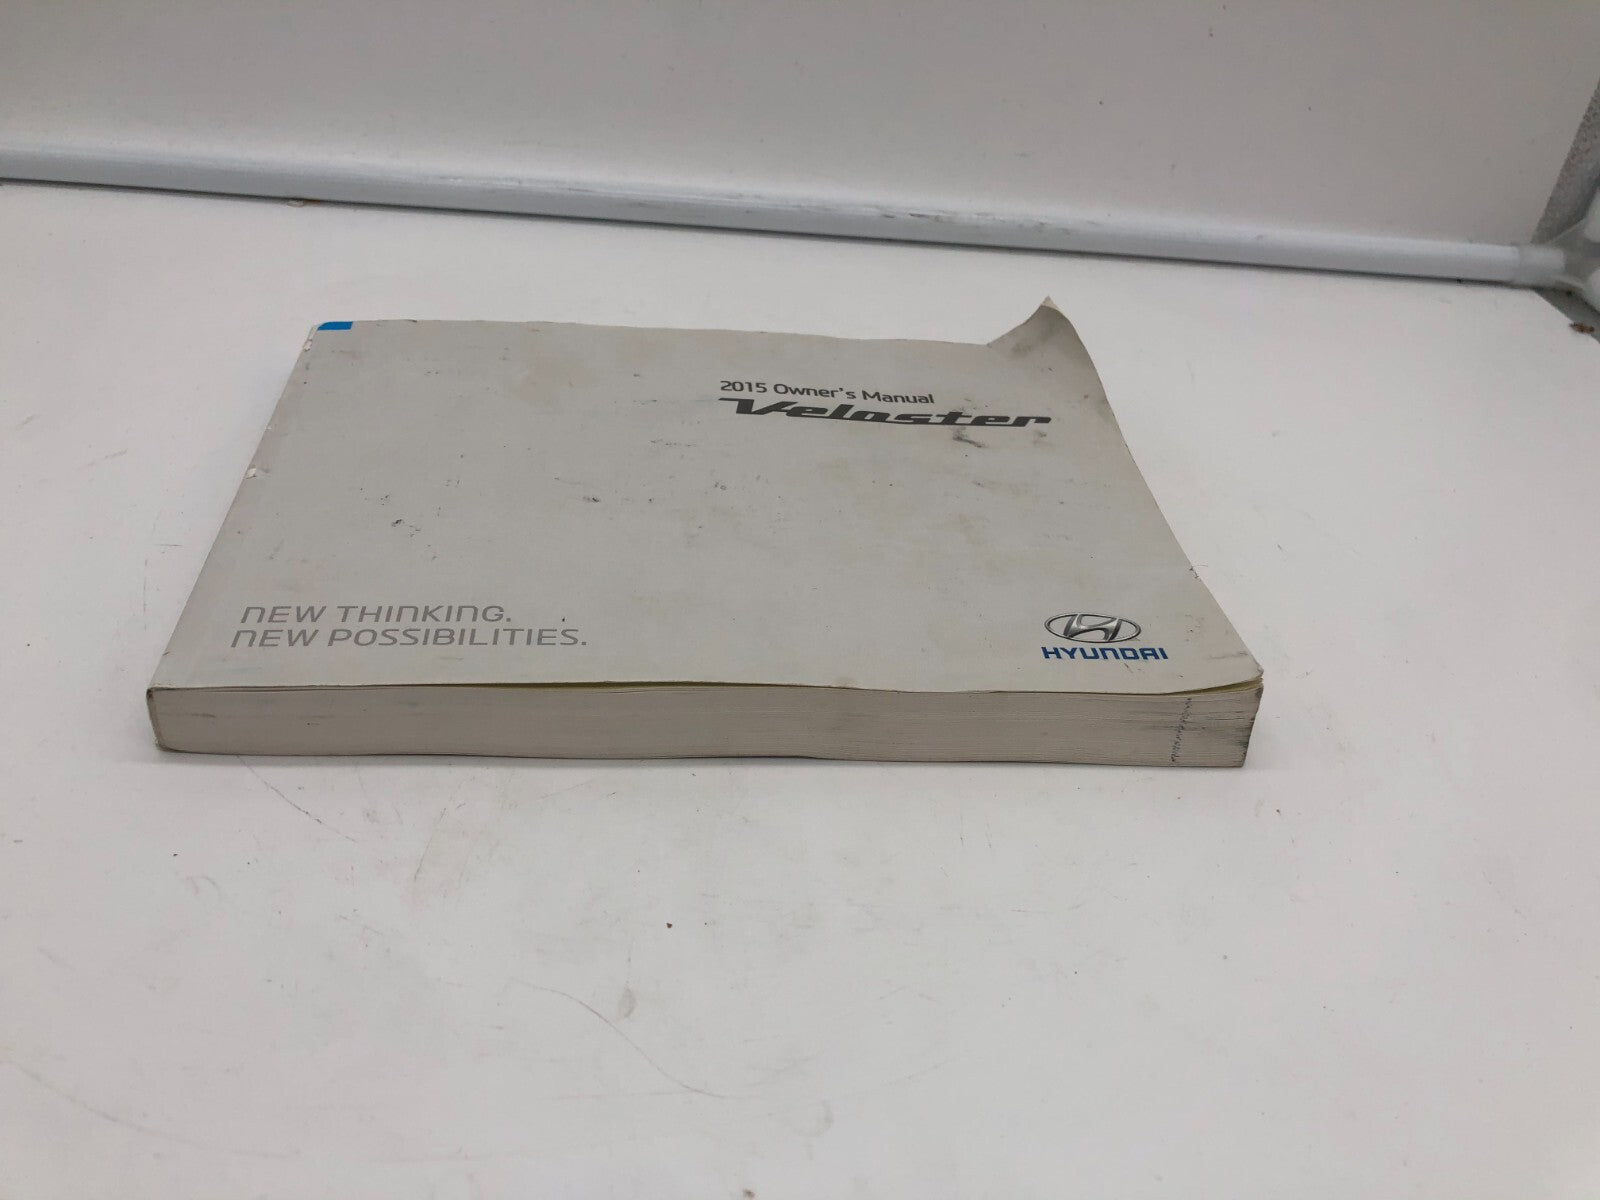 2015 Owner's Manual
Veloster
NEW THINKING.
NEW POSSIBILITIES.
HYUNDAI